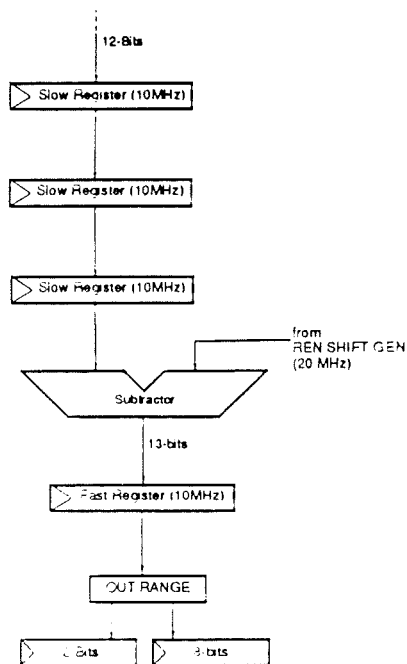 12-Bits
Slow Register (10MHz)
Slow Register (10MHz)
Slow Register (10MHz)
from
REN SHIFT GEN
(20 MHz)
Subtractor
13-bits
Fast Register (10MHz)
OUT RANGE
Bits
8-bits